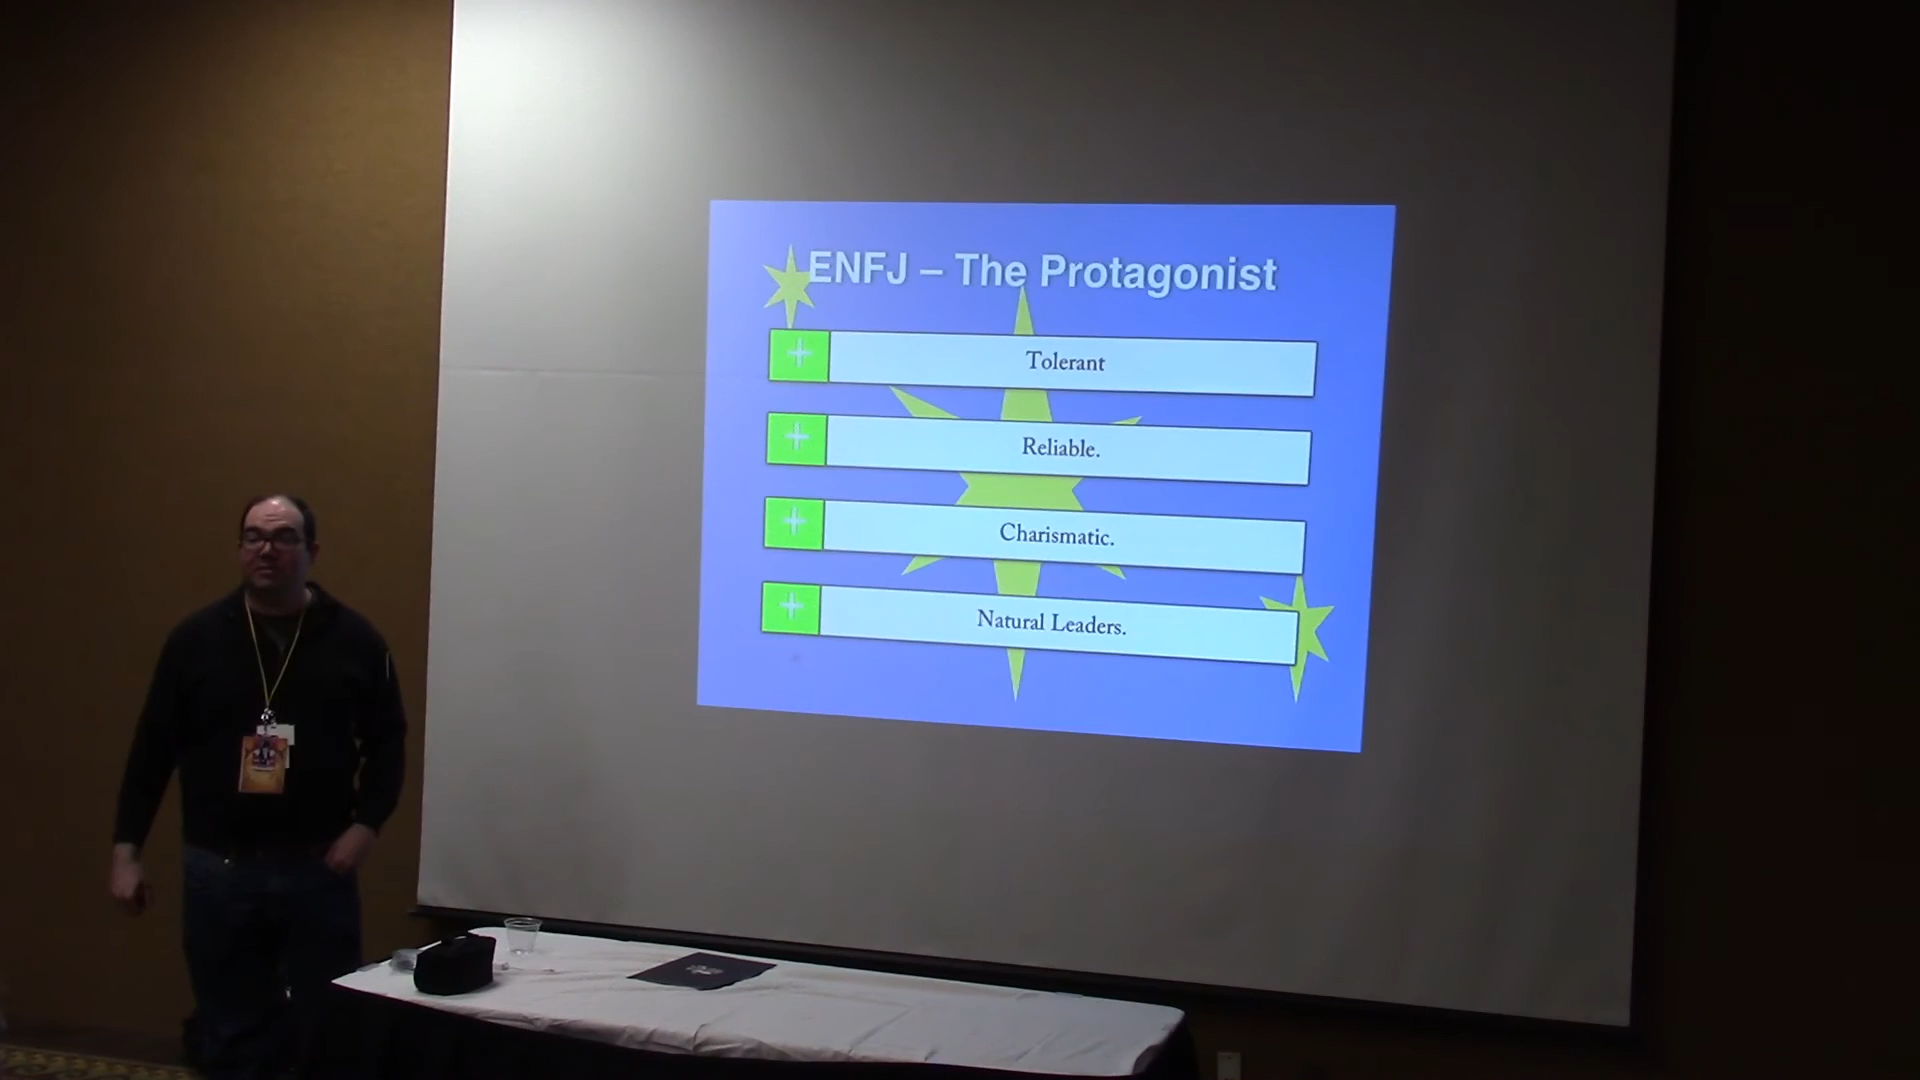 ENFJ – The Protagonist
+ Tolerant
+ Reliable.
+ Charismatic.
+ Natural Leaders.